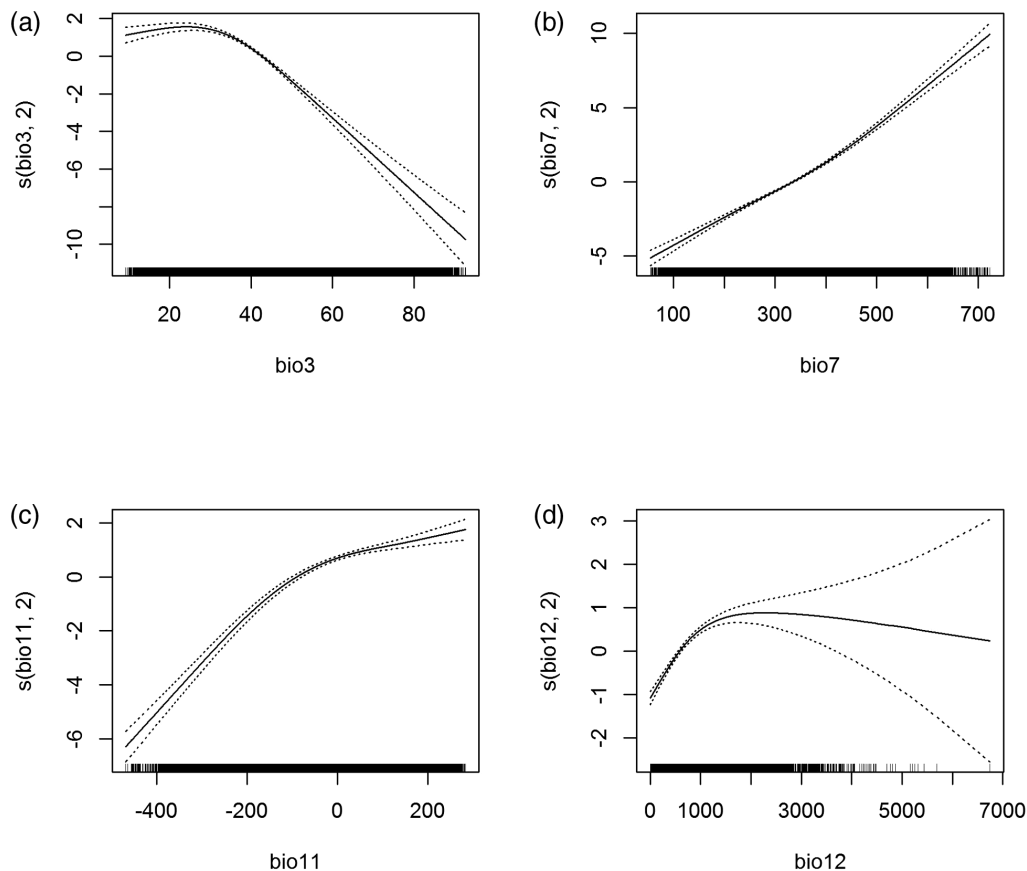 (a)
s(bio3, 2)
2
0
-2
-4
-6
-10
20 40 60 80
bio3
(b)
s(bio7, 2)
10
5
0
-5
100 300 500 700
bio7
(c)
s(bio11, 2)
2
0
-2
-4
-6
-400 -200 0 200
bio11
(d)
s(bio12, 2)
3
2
1
0
-1
-2
0 1000 3000 5000 7000
bio12